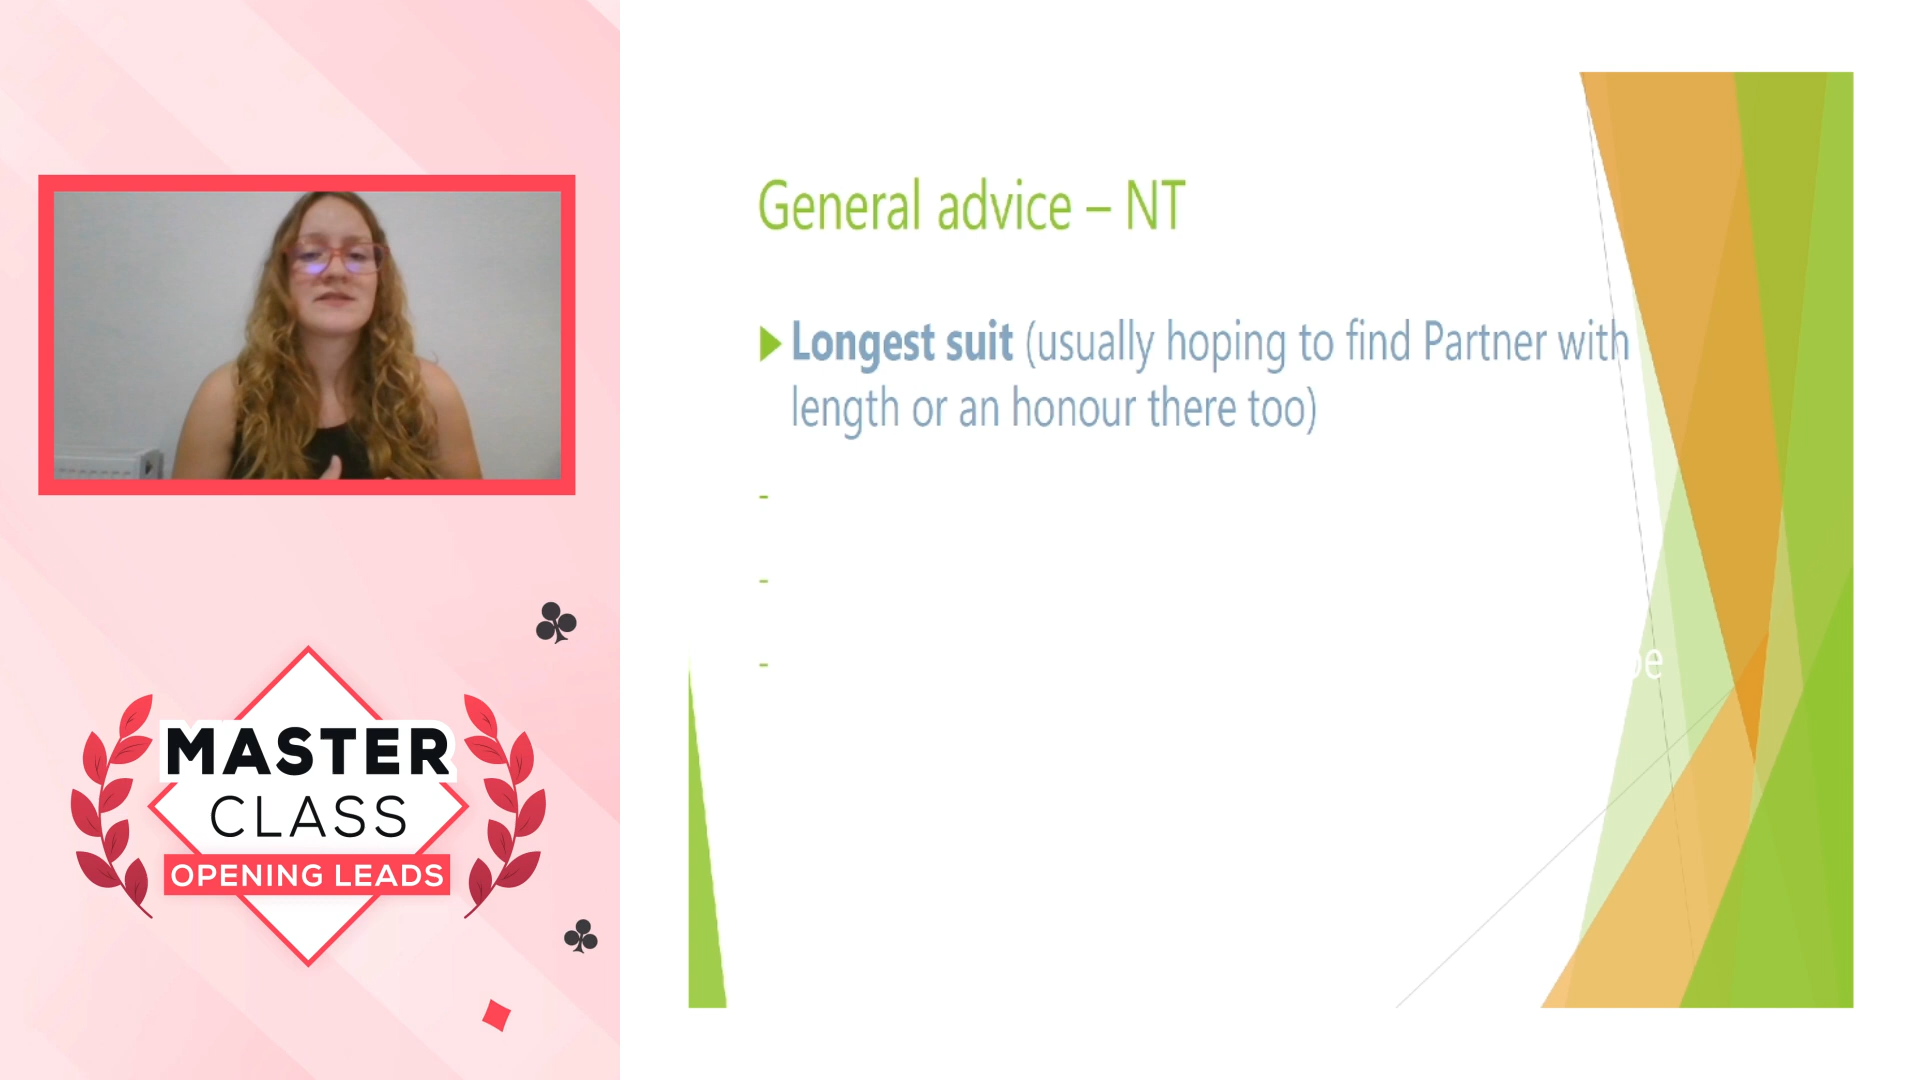 General advice – NT
Longest suit (usually hoping to find Partner with
length or an honour there too)
-
-
-
MASTER
CLASS
OPENING LEADS